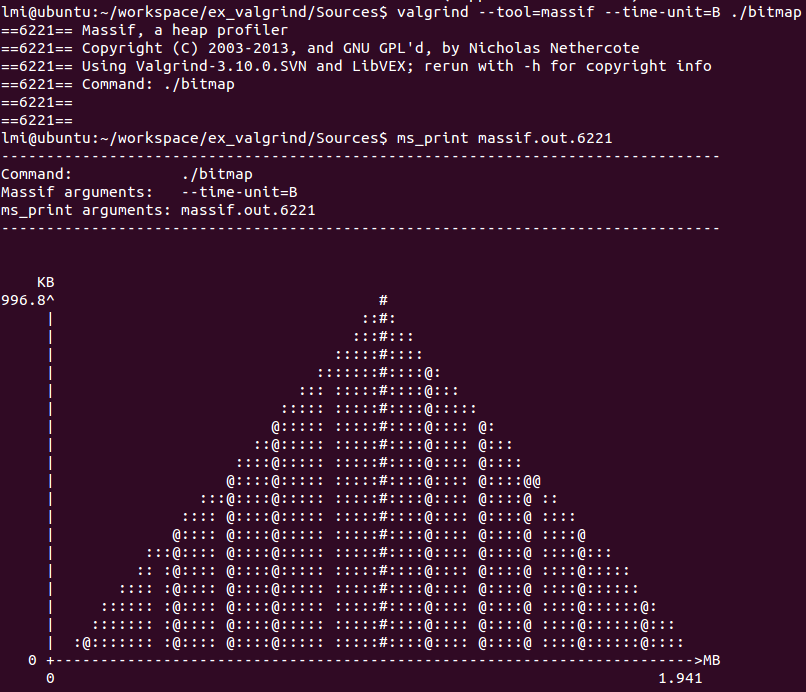 lmi@ubuntu:~/workspace/ex_valgrind/Sources$ valgrind --tool=massif --time-unit=B ./bitmap
==6221== Massif, a heap profiler
==6221== Copyright (C) 2003-2013, and GNU GPL'd, by Nicholas Nethercote
==6221== Using Valgrind-3.10.0.SVN and LibVEX; rerun with -h for copyright info
==6221== Command: ./bitmap
==6221==
==6221==
lmi@ubuntu:~/workspace/ex_valgrind/Sources$ ms_print massif.out.6221
--------------------------------------------------------------------------------
Command:            ./bitmap
Massif arguments:   --time-unit=B
ms_print arguments: massif.out.6221
--------------------------------------------------------------------------------
    KB
996.8^                                    #
     |                                  ::#:
     |                                 :::#:::
     |                               :::::#::::
     |                             :::::::#::::@:
     |                           ::: :::::#::::@:::
     |                         ::::: :::::#::::@:::::
     |                        @::::: :::::#::::@:::: @:
     |                      ::@::::: :::::#::::@:::: @:::
     |                    ::::@::::: :::::#::::@:::: @::::
     |                   @::::@::::: :::::#::::@:::: @::::@@
     |                :::@::::@::::: :::::#::::@:::: @::::@ ::
     |              :::: @::::@::::: :::::#::::@:::: @::::@ ::::
     |             @:::: @::::@::::: :::::#::::@:::: @::::@ ::::@
     |          :::@:::: @::::@::::: :::::#::::@:::: @::::@ ::::@:::
     |         :: :@:::: @::::@::::: :::::#::::@:::: @::::@ ::::@:::::
     |       :::: :@:::: @::::@::::: :::::#::::@:::: @::::@ ::::@::::::
     |     :::::: :@:::: @::::@::::: :::::#::::@:::: @::::@ ::::@::::::@:
     |    ::::::: :@:::: @::::@::::: :::::#::::@:::: @::::@ ::::@::::::@:::
     |  :@::::::: :@:::: @::::@::::: :::::#::::@:::: @::::@ ::::@::::::@::::
   0 +----------------------------------------------------------------------->MB
     0                                                                   1.941